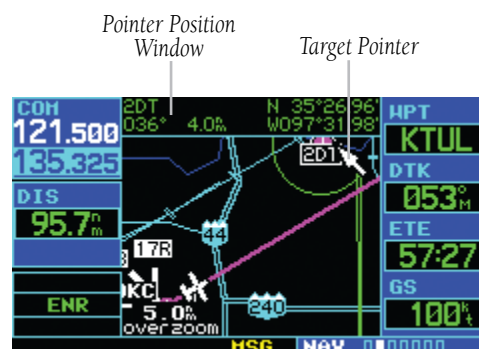 Pointer Position
Window
Target Pointer
COM
121.500
135.325
DIS
95.7nm
ENR
2DT N 35°26.96'
036° 4.0nm W097°31.98'
2DT
44
17R
OKC
240
5.0nm
overzoom
WPT
KTUL
DTK
053°M
ETE
57:27
GS
100kt
MSG NAV